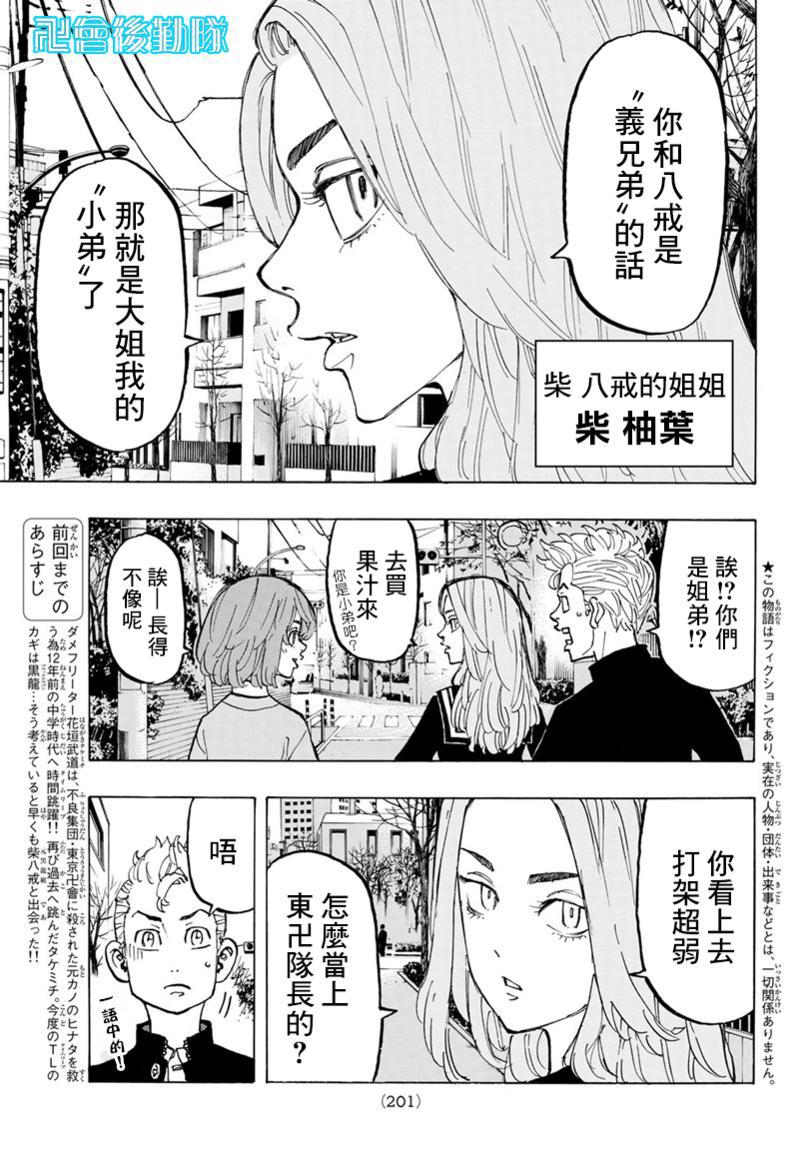 卍會後勤隊
你和八戒是
〝義兄弟〞的話
那就是大姐我的
〝小弟〞了
柴 八戒的姐姐
柴 柚葉
誒!?你們
是姐弟!?
去買
果汁來
你是小弟吧？
誒ー長得
不像呢
你看上去
打架超弱
怎麼當上
東卍隊長的？
唔
一語中的！
★この物語はフィクションであり、実在の人物・団体・出来事などとは、一切関係ありません。
前回までの
あらすじ
ダメフリーター花垣武道は、不良集団・東京卍會に殺された元カノのヒナタを救
う為12年前の中学時代へ時間跳躍!! 再び過去へ跳んだタケミチ。今度のTLの
カギは黒龍…そう考えていると早くも柴八戒と出会った!!
(201)